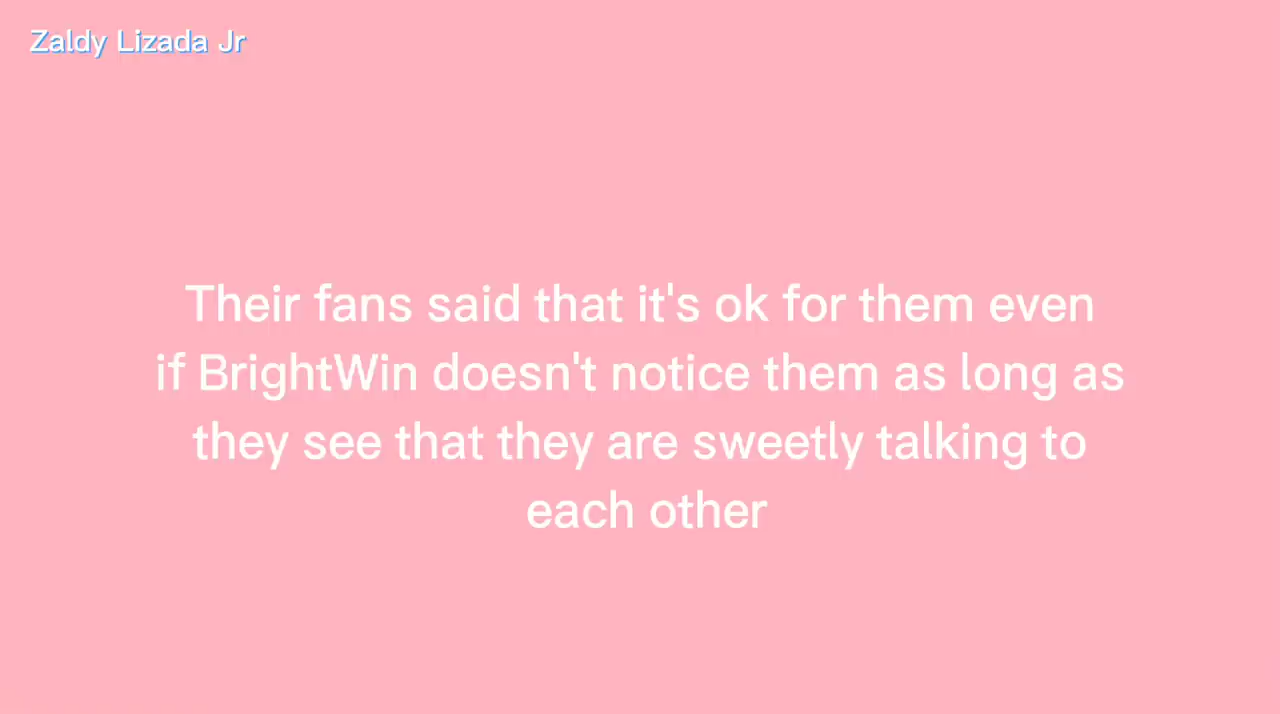 Zaldy Lizada Jr
Their fans said that it's ok for them even
if BrightWin doesn't notice them as long as
they see that they are sweetly talking to
each other